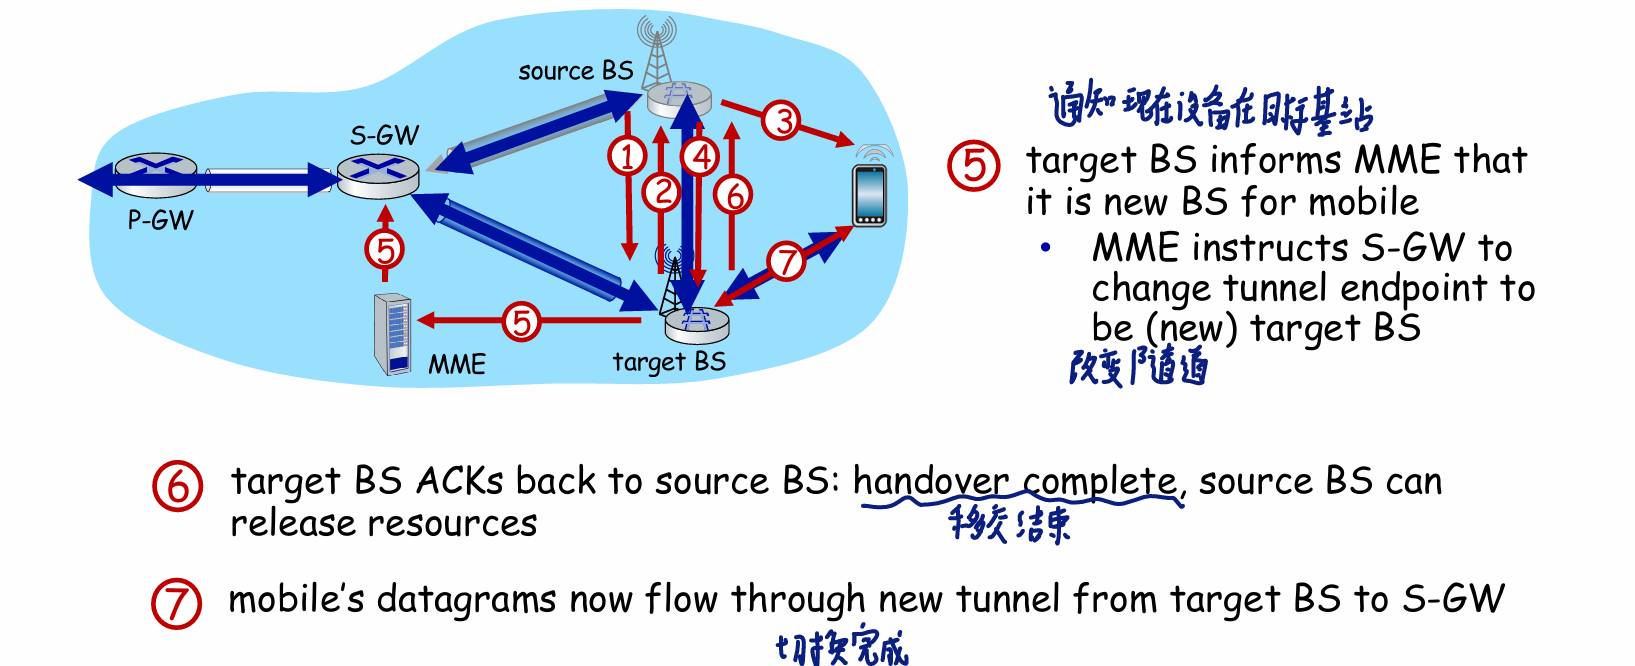 source BS
S-GW
P-GW
MME
target BS
1
2
3
4
5
5
6
7
通知现在设备在目标基站
5 target BS informs MME that
it is new BS for mobile
• MME instructs S-GW to
change tunnel endpoint to
be (new) target BS
改变隧道
6 target BS ACKs back to source BS: handover complete, source BS can
release resources
移交结束
7 mobile's datagrams now flow through new tunnel from target BS to S-GW
切换完成